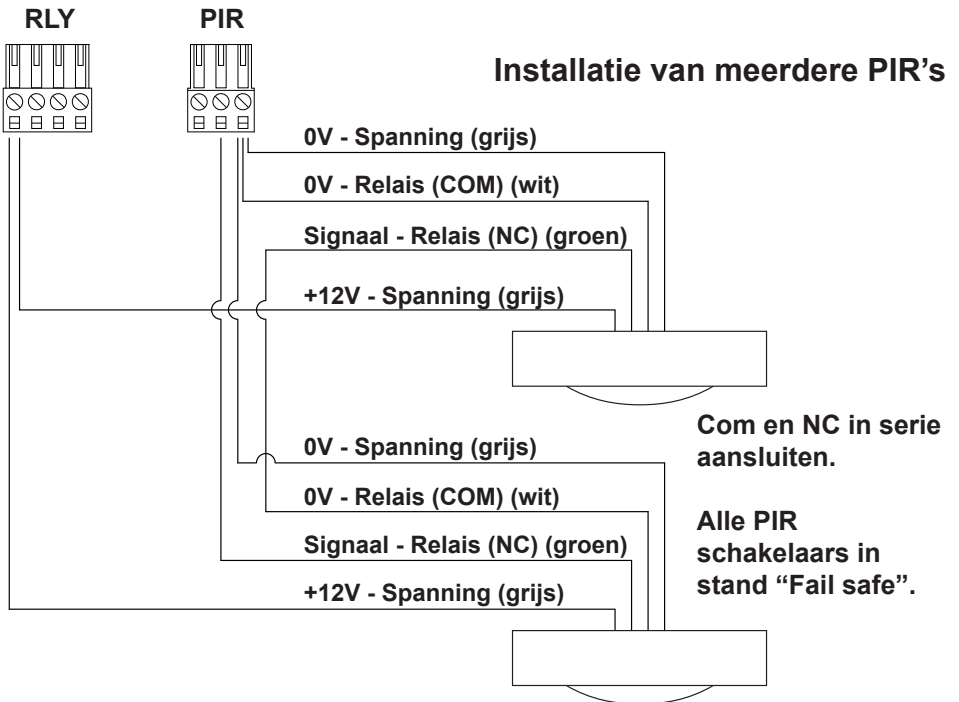 RLY
PIR
Installatie van meerdere PIR's
0V - Spanning (grijs)
0V - Relais (COM) (wit)
Signaal - Relais (NC) (groen)
+12V - Spanning (grijs)
Com en NC in serie
aansluiten.
0V - Spanning (grijs)
0V - Relais (COM) (wit)
Signaal - Relais (NC) (groen)
+12V - Spanning (grijs)
Alle PIR
schakelaars in
stand “Fail safe”.